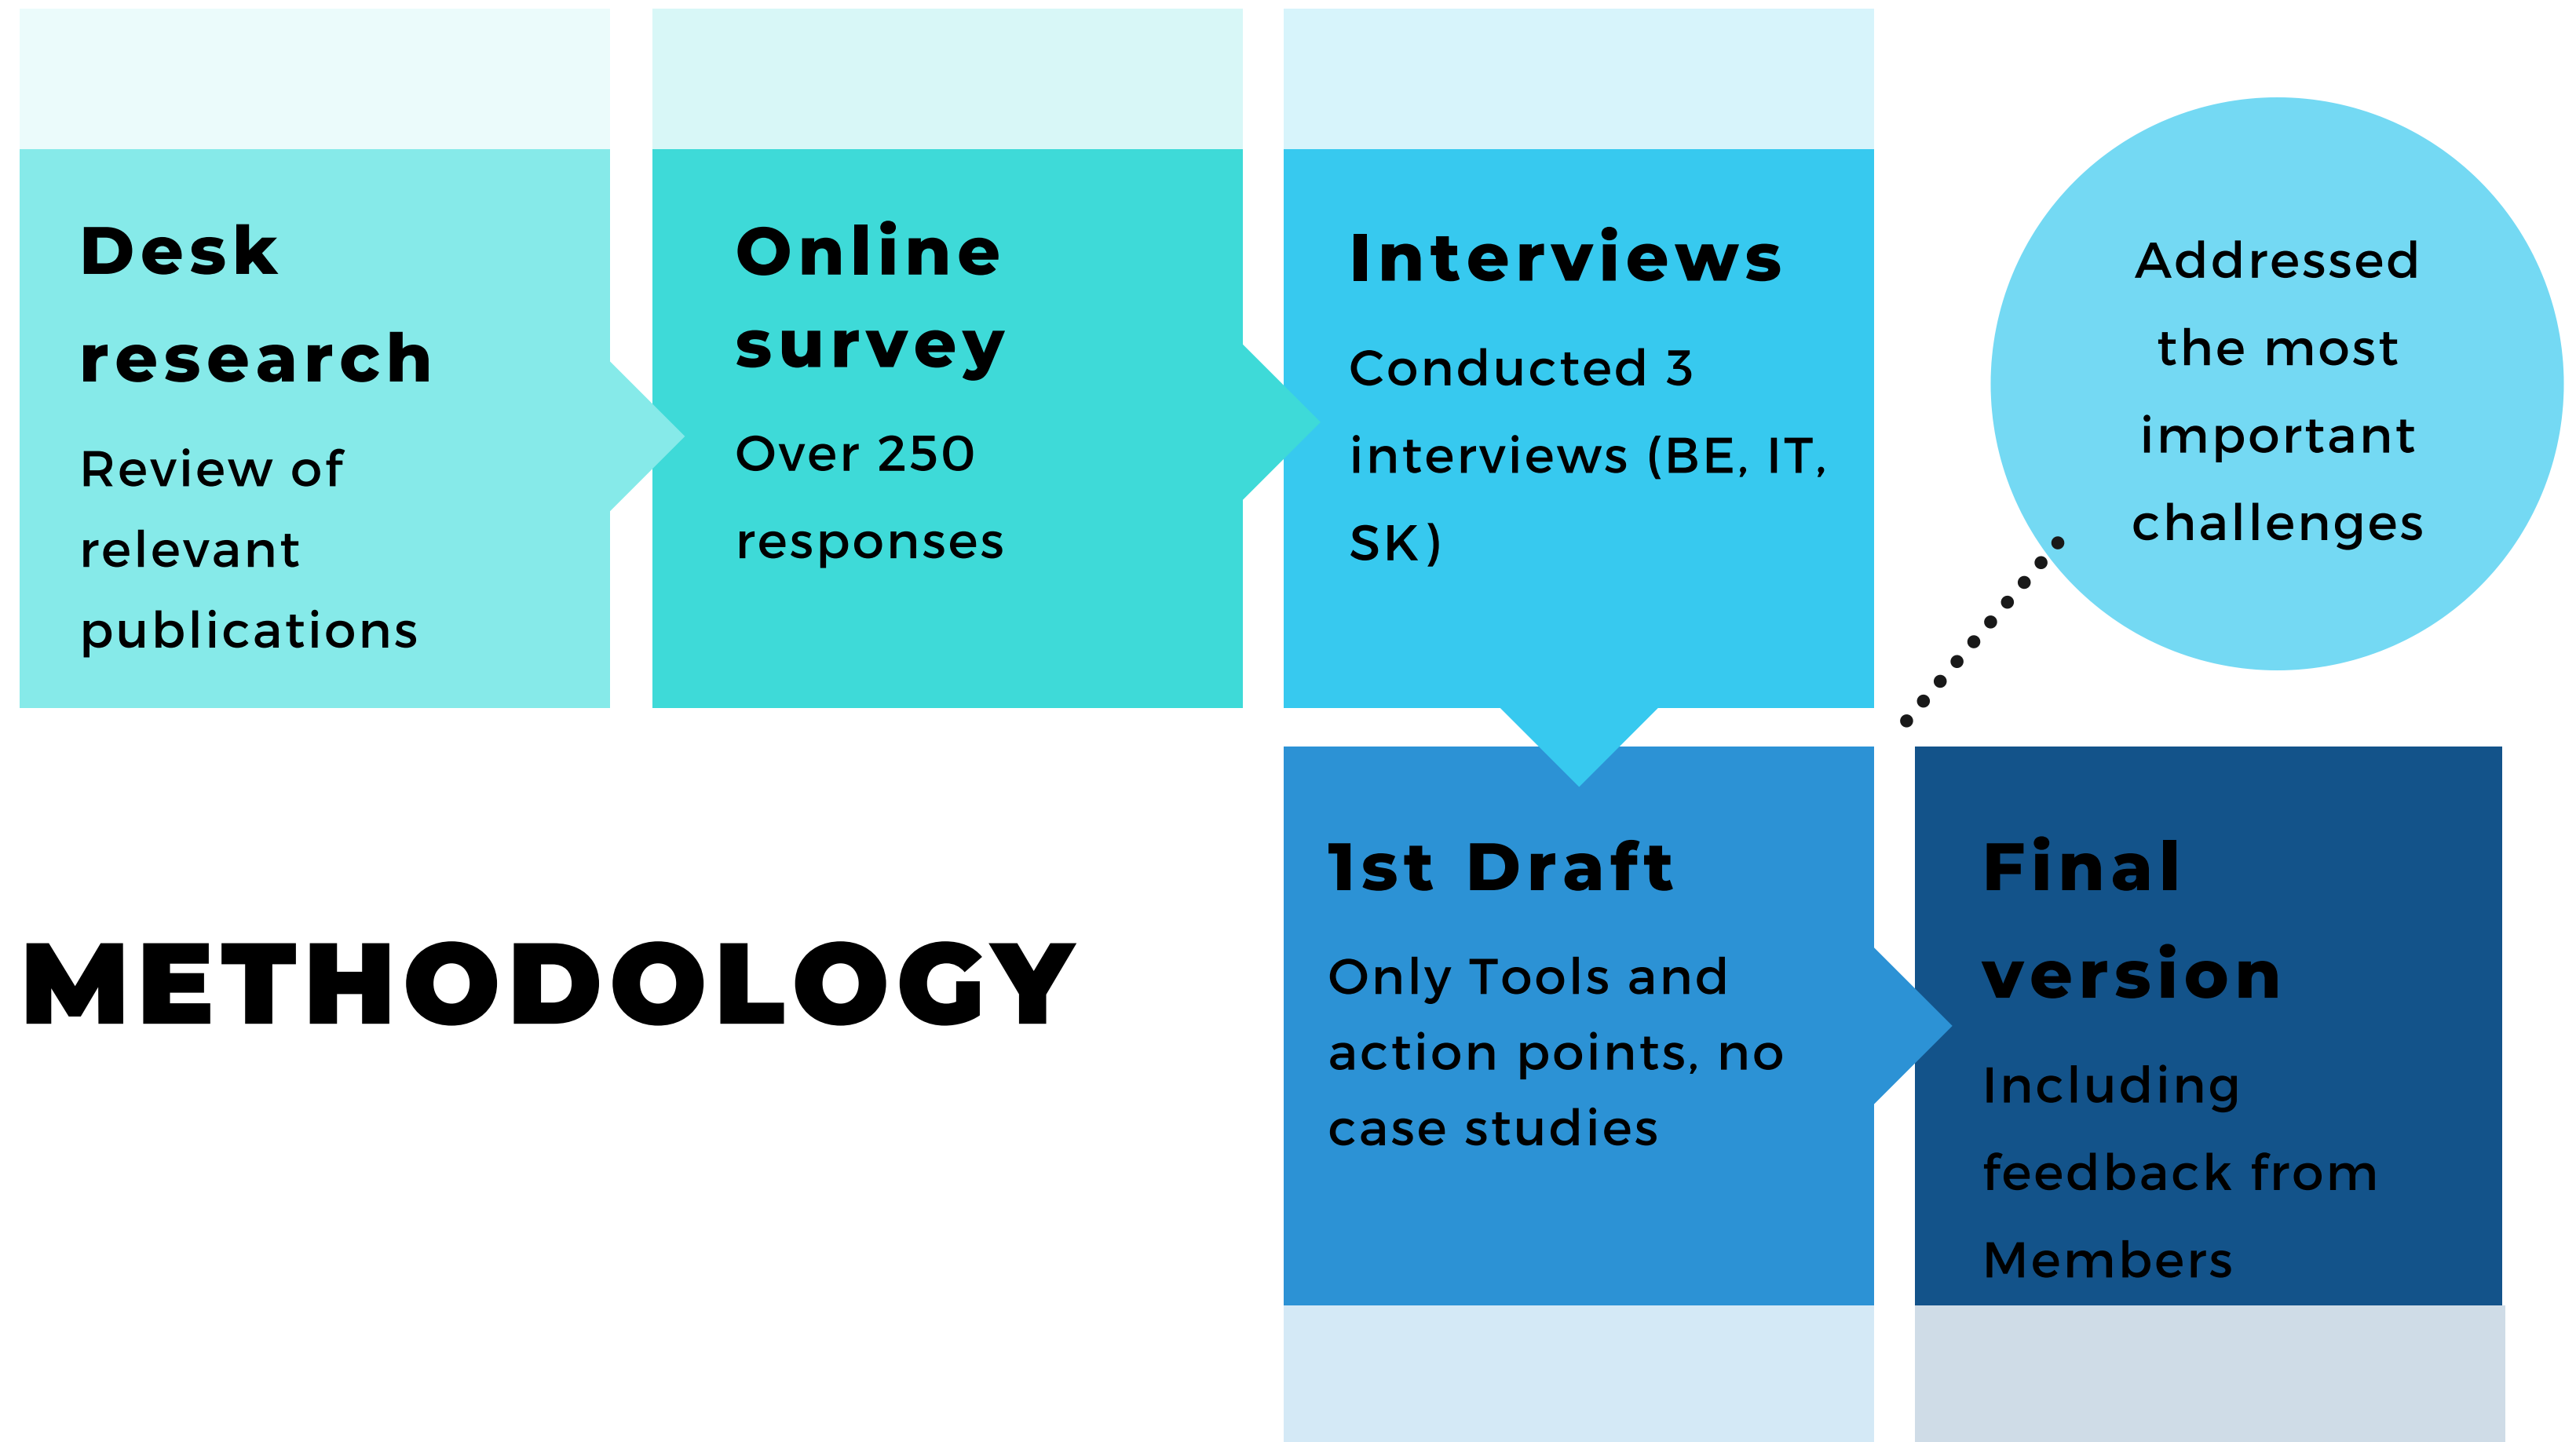 Desk
research
Review of
relevant
publications
Online
survey
Over 250
responses
Interviews
Conducted 3
interviews (BE, IT,
SK)
Addressed
the most
important
challenges
METHODOLOGY
1st Draft
Only Tools and
action points, no
case studies
Final
version
Including
feedback from
Members